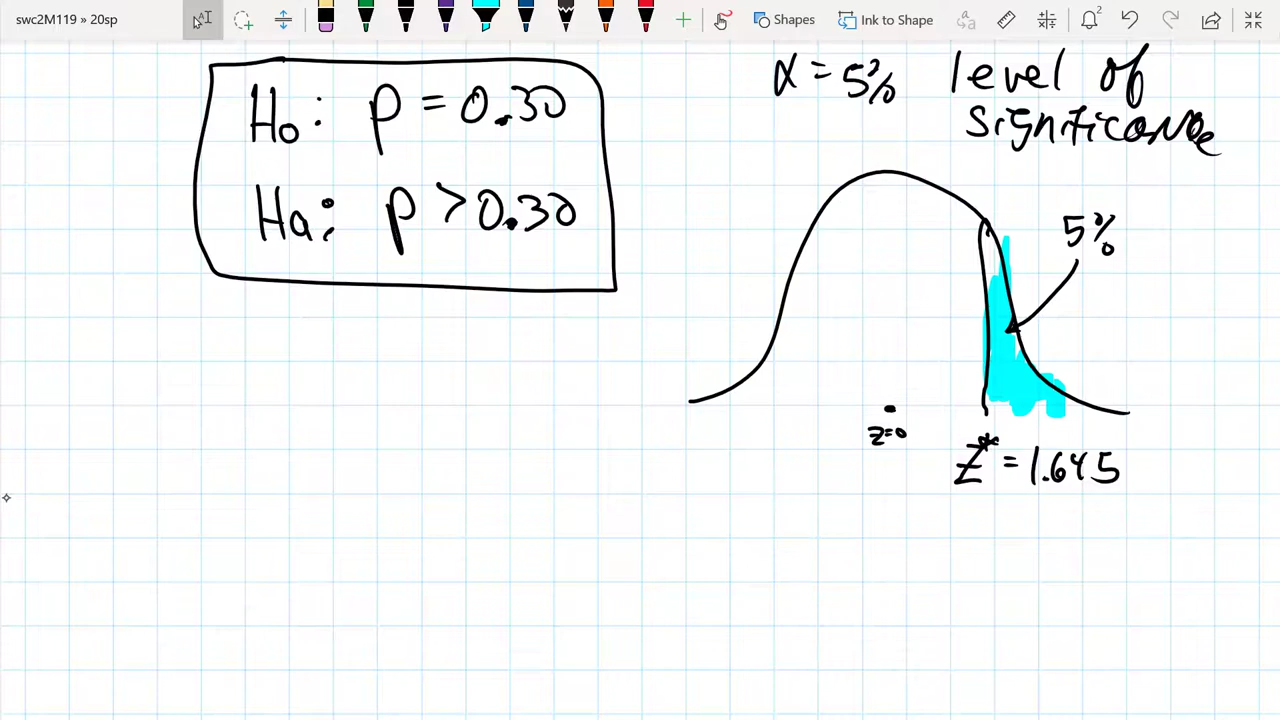 swc2M119 » 20sp
Shapes
Ink to Shape
2
H₀: p = 0.30
Ha: p > 0.30
α = 5% level of
significance
5%
z=0
Z* = 1.645